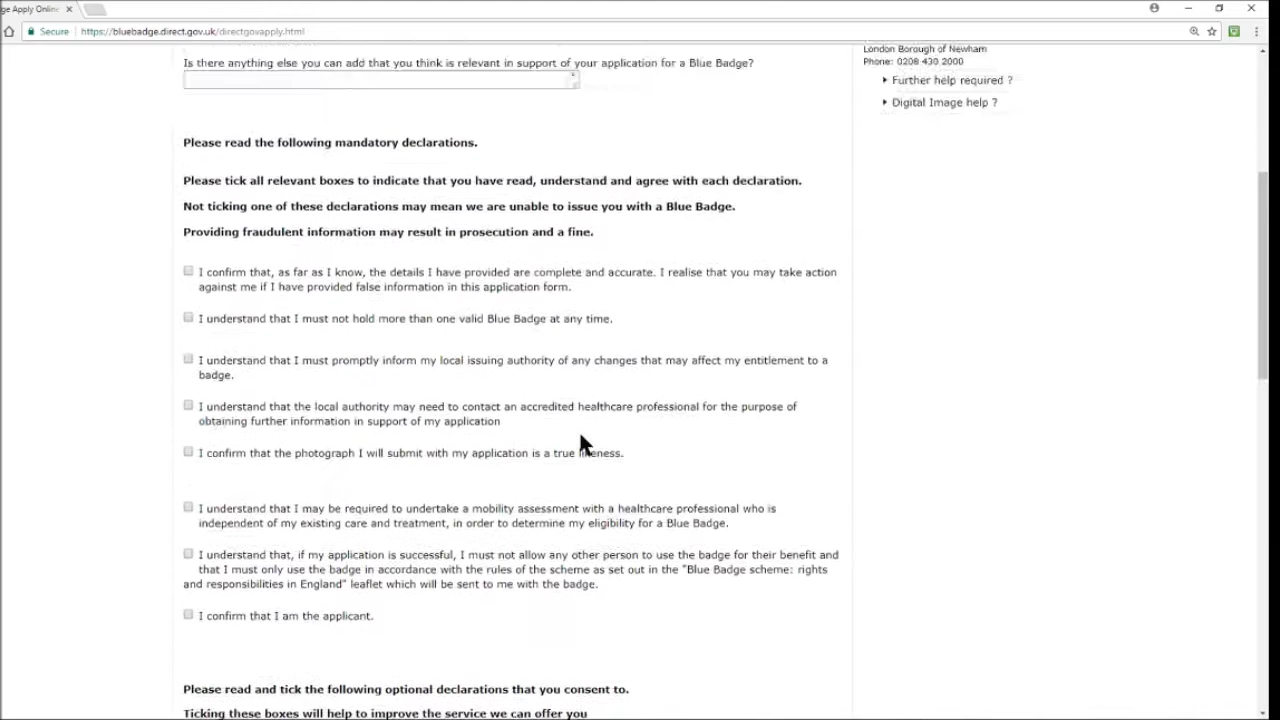 ge Apply Online
Secure
https://bluebadge.direct.gov.uk/directgovapply.html
London Borough of Newham
Is there anything else you can add that you think is relevant in support of your application for a Blue Badge?
Phone: 0208 430 2000
Further help required ?
Digital Image help ?
Please read the following mandatory declarations.
Please tick all relevant boxes to indicate that you have read, understand and agree with each declaration.
Not ticking one of these declarations may mean we are unable to issue you with a Blue Badge.
Providing fraudulent information may result in prosecution and a fine.
I confirm that, as far as I know, the details I have provided are complete and accurate. I realise that you may take action
against me if I have provided false information in this application form.
I understand that I must not hold more than one valid Blue Badge at any time.
I understand that I must promptly inform my local issuing authority of any changes that may affect my entitlement to a
badge.
I understand that the local authority may need to contact an accredited healthcare professional for the purpose of
obtaining further information in support of my application
I confirm that the photograph I will submit with my application is a true likeness.
I understand that I may be required to undertake a mobility assessment with a healthcare professional who is
independent of my existing care and treatment, in order to determine my eligibility for a Blue Badge.
I understand that, if my application is successful, I must not allow any other person to use the badge for their benefit and
that I must only use the badge in accordance with the rules of the scheme as set out in the "Blue Badge scheme: rights
and responsibilities in England" leaflet which will be sent to me with the badge.
I confirm that I am the applicant.
Please read and tick the following optional declarations that you consent to.
Ticking these boxes will help to improve the service we can offer you